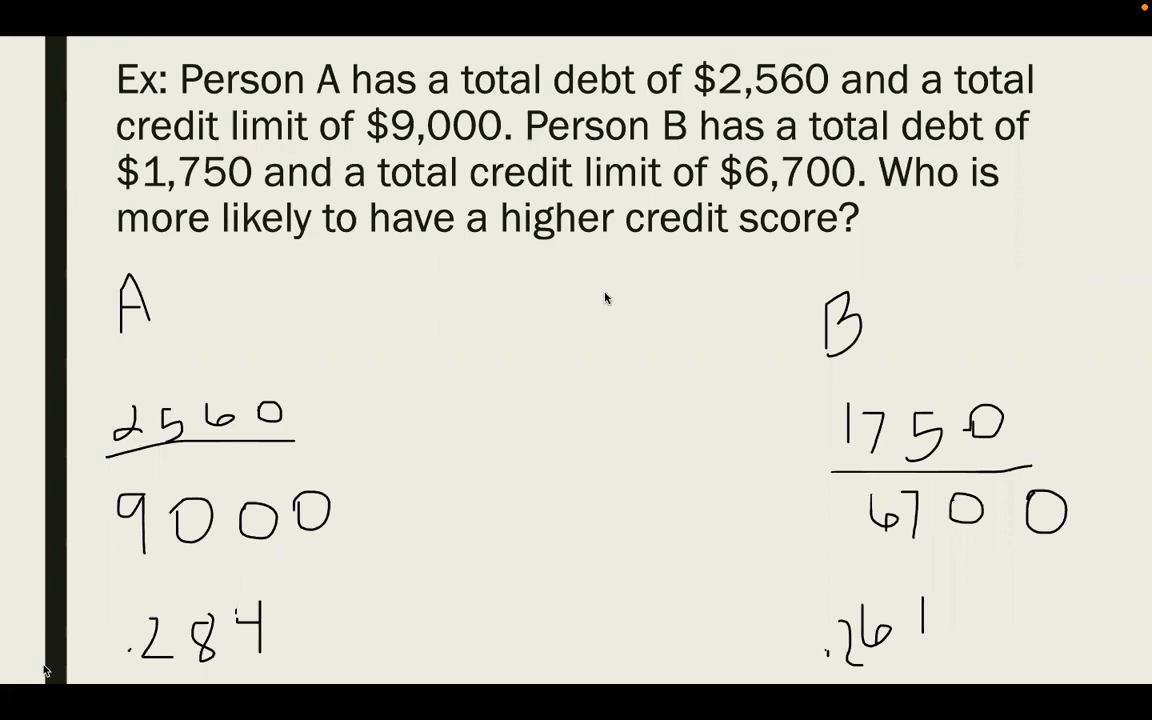 Ex: Person A has a total debt of $2,560 and a total
credit limit of $9,000. Person B has a total debt of
$1,750 and a total credit limit of $6,700. Who is
more likely to have a higher credit score?
A
2560
9000
.284
B
1750
6700
.261